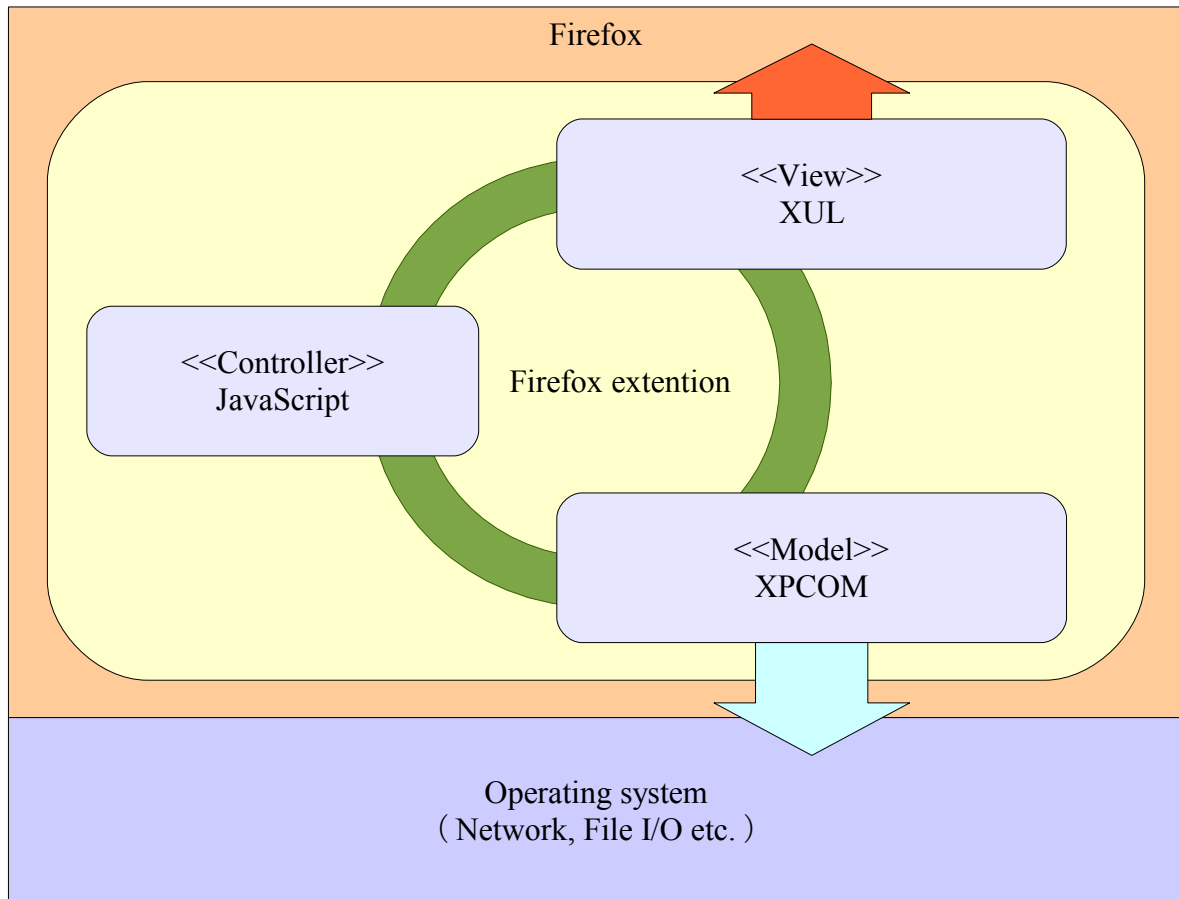 Firefox
<<View>>
XUL
<<Controller>>
JavaScript
Firefox extention
<<Model>>
XPCOM
Operating system
（ Network, File I/O etc. ）